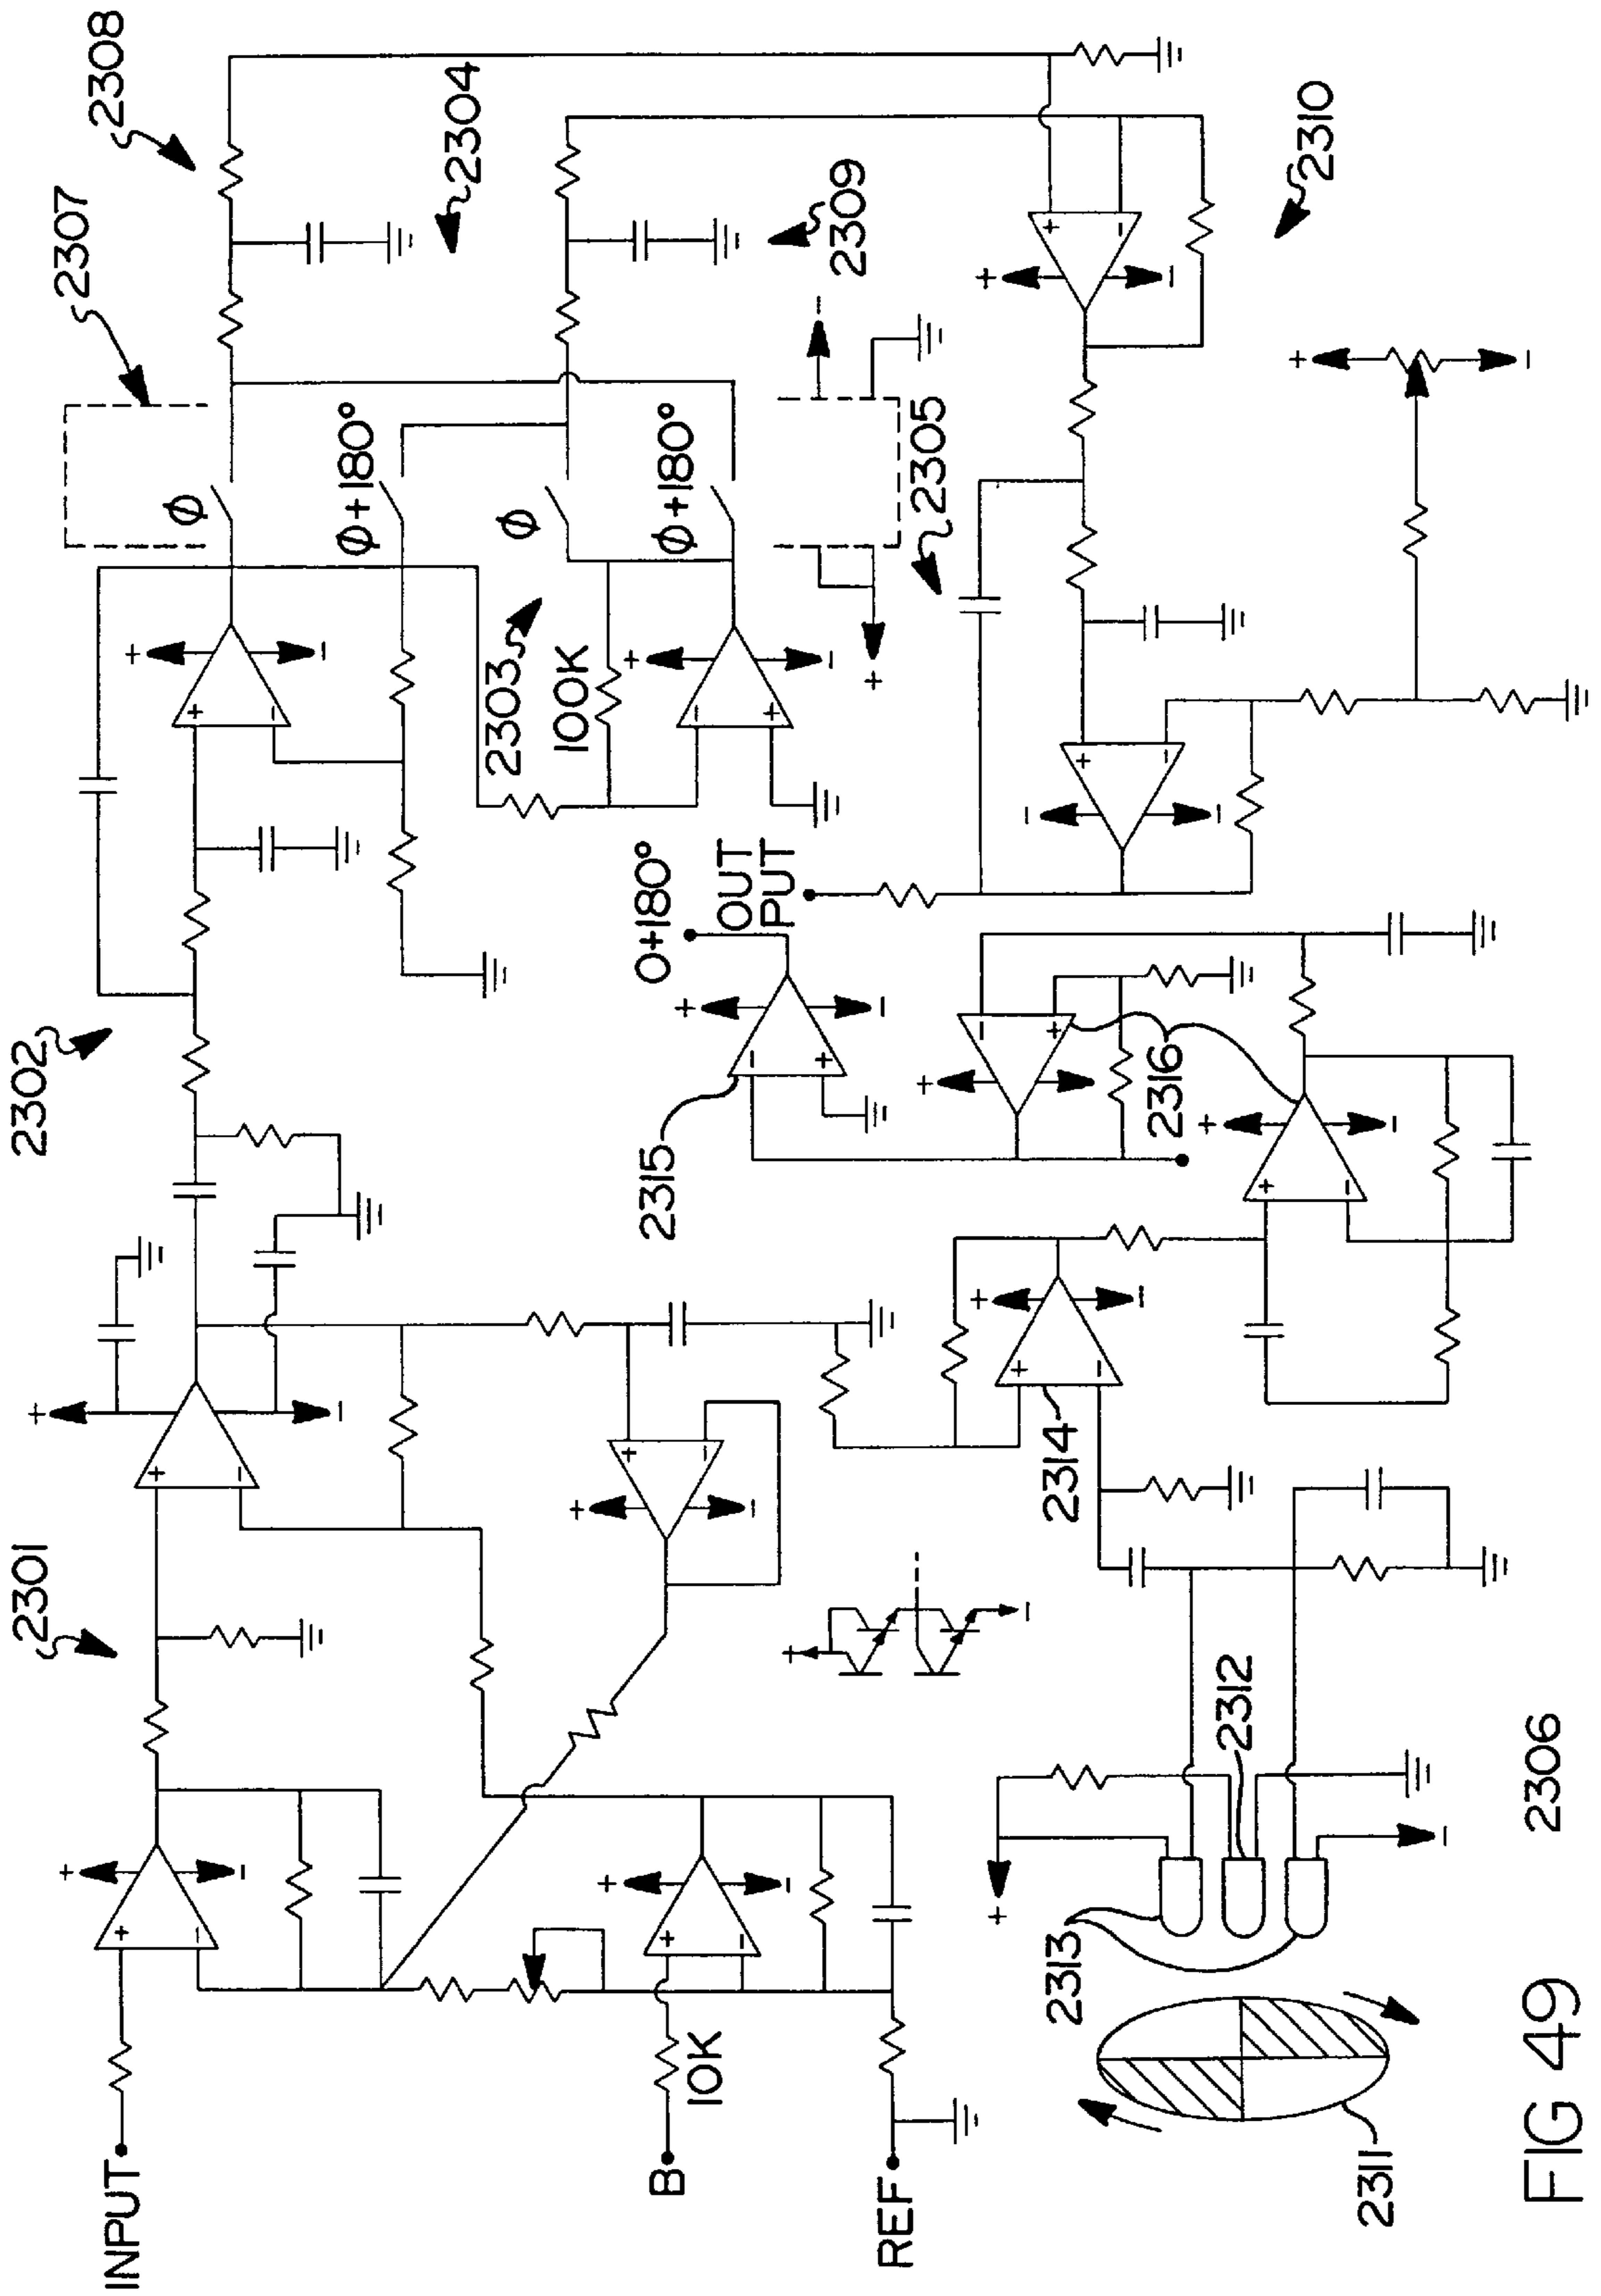 2301
2302
2307
2308
INPUT
Φ
Φ+180°
2304
2303
Φ
100K
B
10K
2315
0+180°
Φ+180°
OUT
PUT
2309
REF
2305
2313
2314
2316
2312
2310
2311
2306
FIG 49